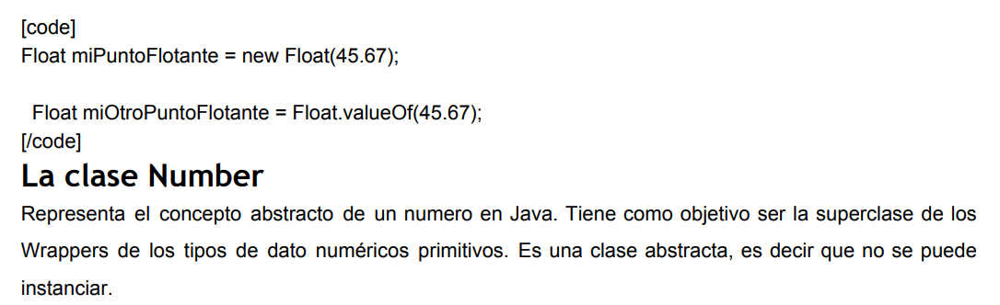 [code]
Float miPuntoFlotante = new Float(45.67);
Float miOtroPuntoFlotante = Float.valueOf(45.67);
[/code]
La clase Number
Representa el concepto abstracto de un numero en Java. Tiene como objetivo ser la superclase de los
Wrappers de los tipos de dato numéricos primitivos. Es una clase abstracta, es decir que no se puede
instanciar.